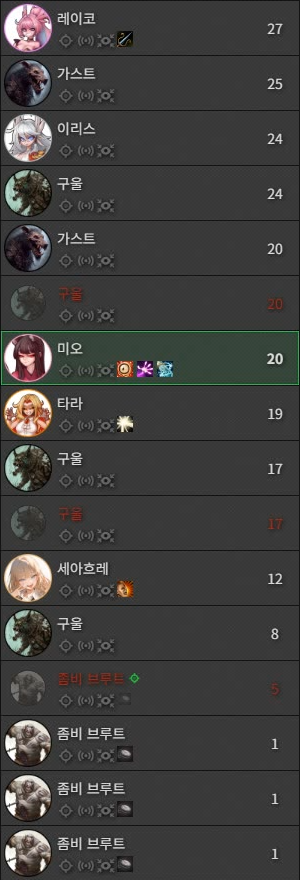 레이코 27
가스트 25
이리스 24
구울 24
가스트 20
구울 20
미오 20
타라 19
구울 17
구울 17
세아흐레 12
구울 8
좀비 브루트 5
좀비 브루트 1
좀비 브루트 1
좀비 브루트 1